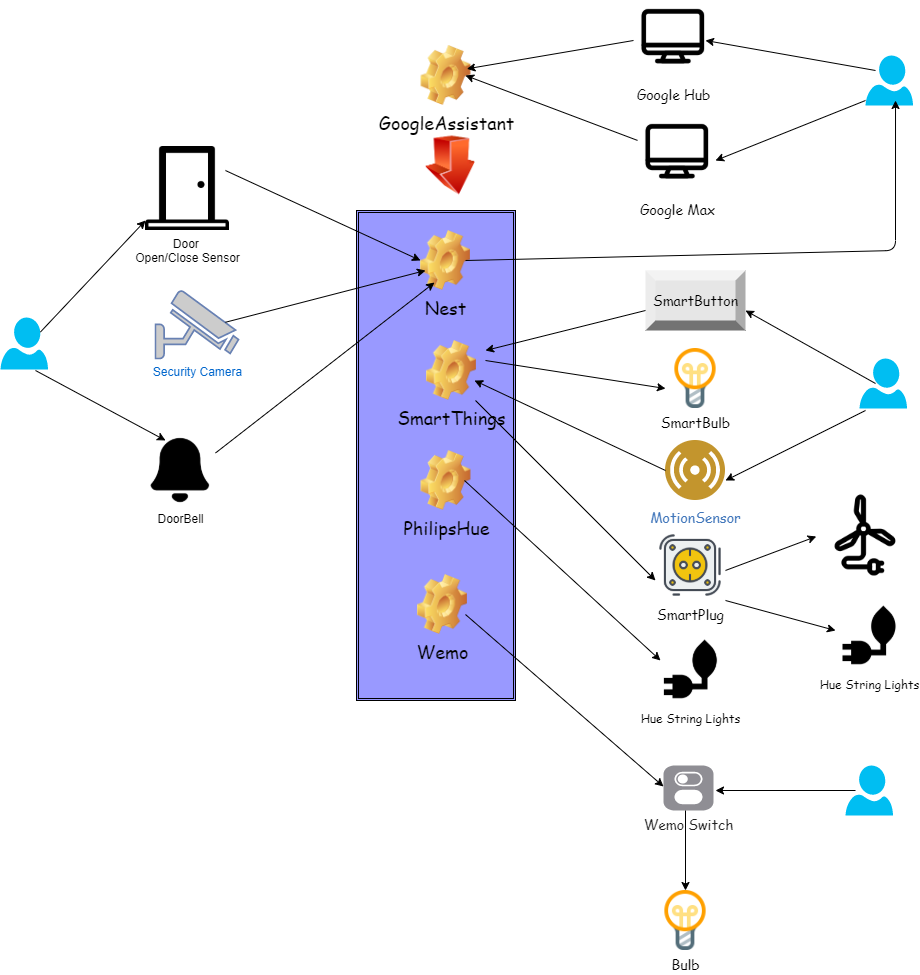 Google Hub
GoogleAssistant
Google Max
Door
Open/Close Sensor
Nest
SmartButton
Security Camera
SmartThings
SmartBulb
DoorBell
MotionSensor
PhilipsHue
SmartPlug
Wemo
Hue String Lights
Hue String Lights
Wemo Switch
Bulb